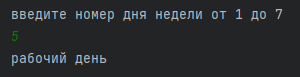 введите номер дня недели от 1 до 7
5
рабочий день